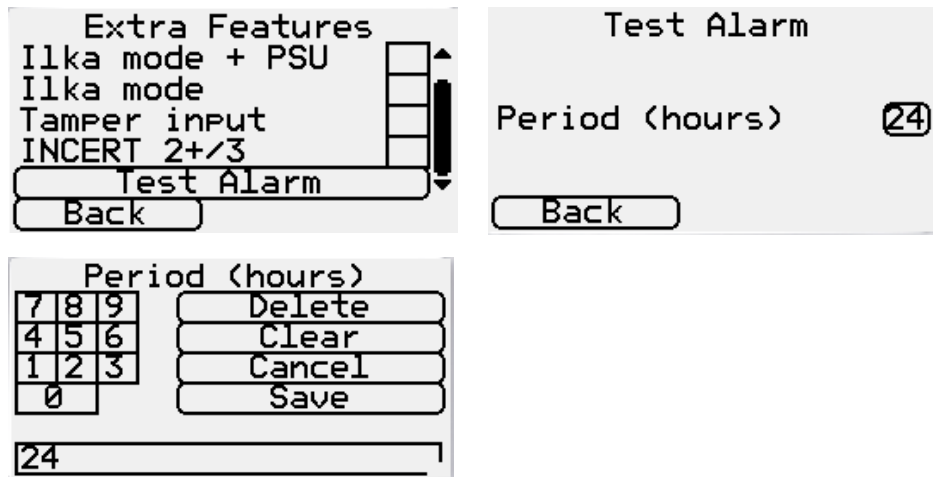 Extra Features
Ilka mode + PSU
Ilka mode
Tamper input
INCERT 2+/3
Test Alarm
Back
Test Alarm
Period (hours) 24
Back
Period (hours)
7 8 9 Delete
4 5 6 Clear
1 2 3 Cancel
0 Save
24